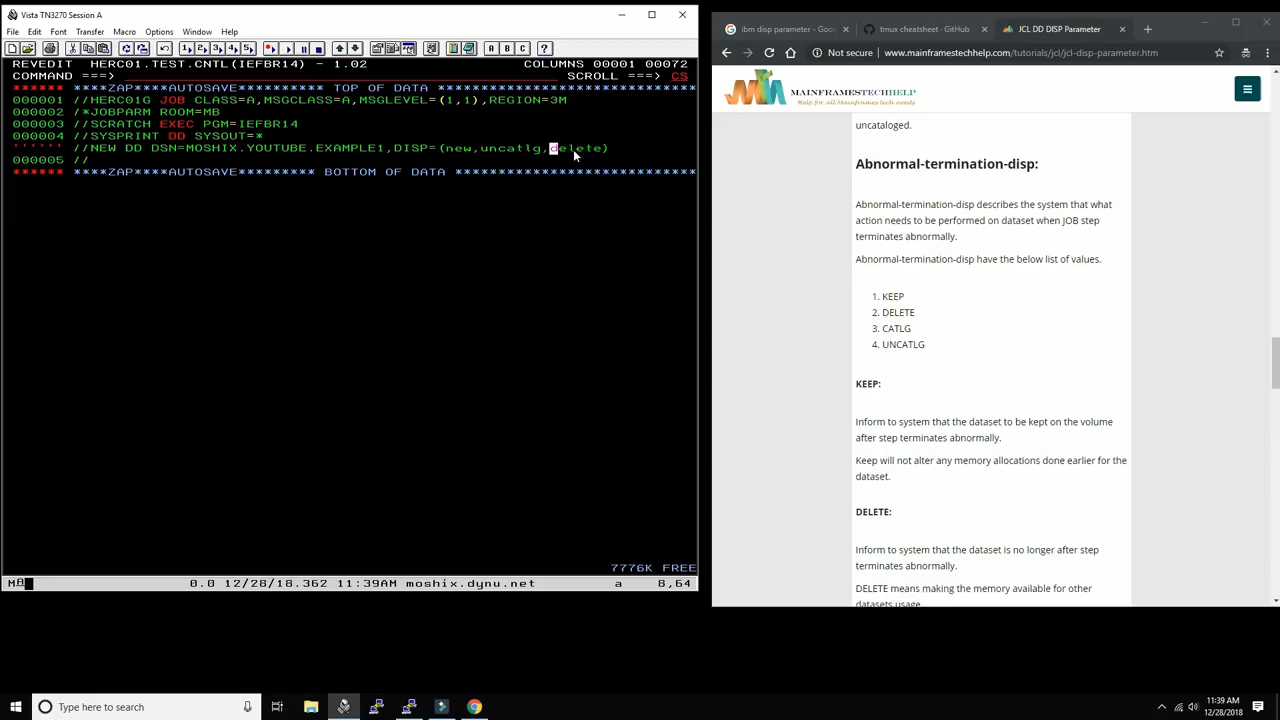 Vista TN3270 Session A
File Edit Font Transfer Macro Options Window Help
REVEDIT HERC01.TEST.CNTL(IEFBR14) - 1.02 COLUMNS 00001 00072
COMMAND ===> SCROLL ===> CS
****** ****ZAP****AUTOSAVE********** TOP OF DATA *****************************
000001 //HERC01G JOB CLASS=A,MSGCLASS=A,MSGLEVEL=(1,1),REGION=3M
000002 /*JOBPARM ROOM=MB
000003 //SCRATCH EXEC PGM=IEFBR14
000004 //SYSPRINT DD SYSOUT=*
'''''' //NEW DD DSN=MOSHIX.YOUTUBE.EXAMPLE1,DISP=(new,uncatlg,delete)
000005 //
****** ****ZAP****AUTOSAVE********* BOTTOM OF DATA ****************************
7776K FREE
0.0 12/28/18.362 11:39AM moshix.dynu.net a 8,64
ibm disp parameter - Goo
tmux cheatsheet · GitHub
JCL DD DISP Parameter
Not secure www.mainframestechhelp.com/tutorials/jcl/jcl-disp-parameter.htm
MAINFRAMESTECHHELP
Help for all Mainframes tech needs
uncataloged.
Abnormal-termination-disp:
Abnormal-termination-disp describes the system that what
action needs to be performed on dataset when JOB step
terminates abnormally.
Abnormal-termination-disp have the below list of values.
1. KEEP
2. DELETE
3. CATLG
4. UNCATLG
KEEP:
Inform to system that the dataset to be kept on the volume
after step terminates abnormally.
Keep will not alter any memory allocations done earlier for the
dataset.
DELETE:
Inform to system that the dataset is no longer after step
terminates abnormally.
DELETE means making the memory available for other
datasets usage.
Type here to search
11:39 AM
12/28/2018